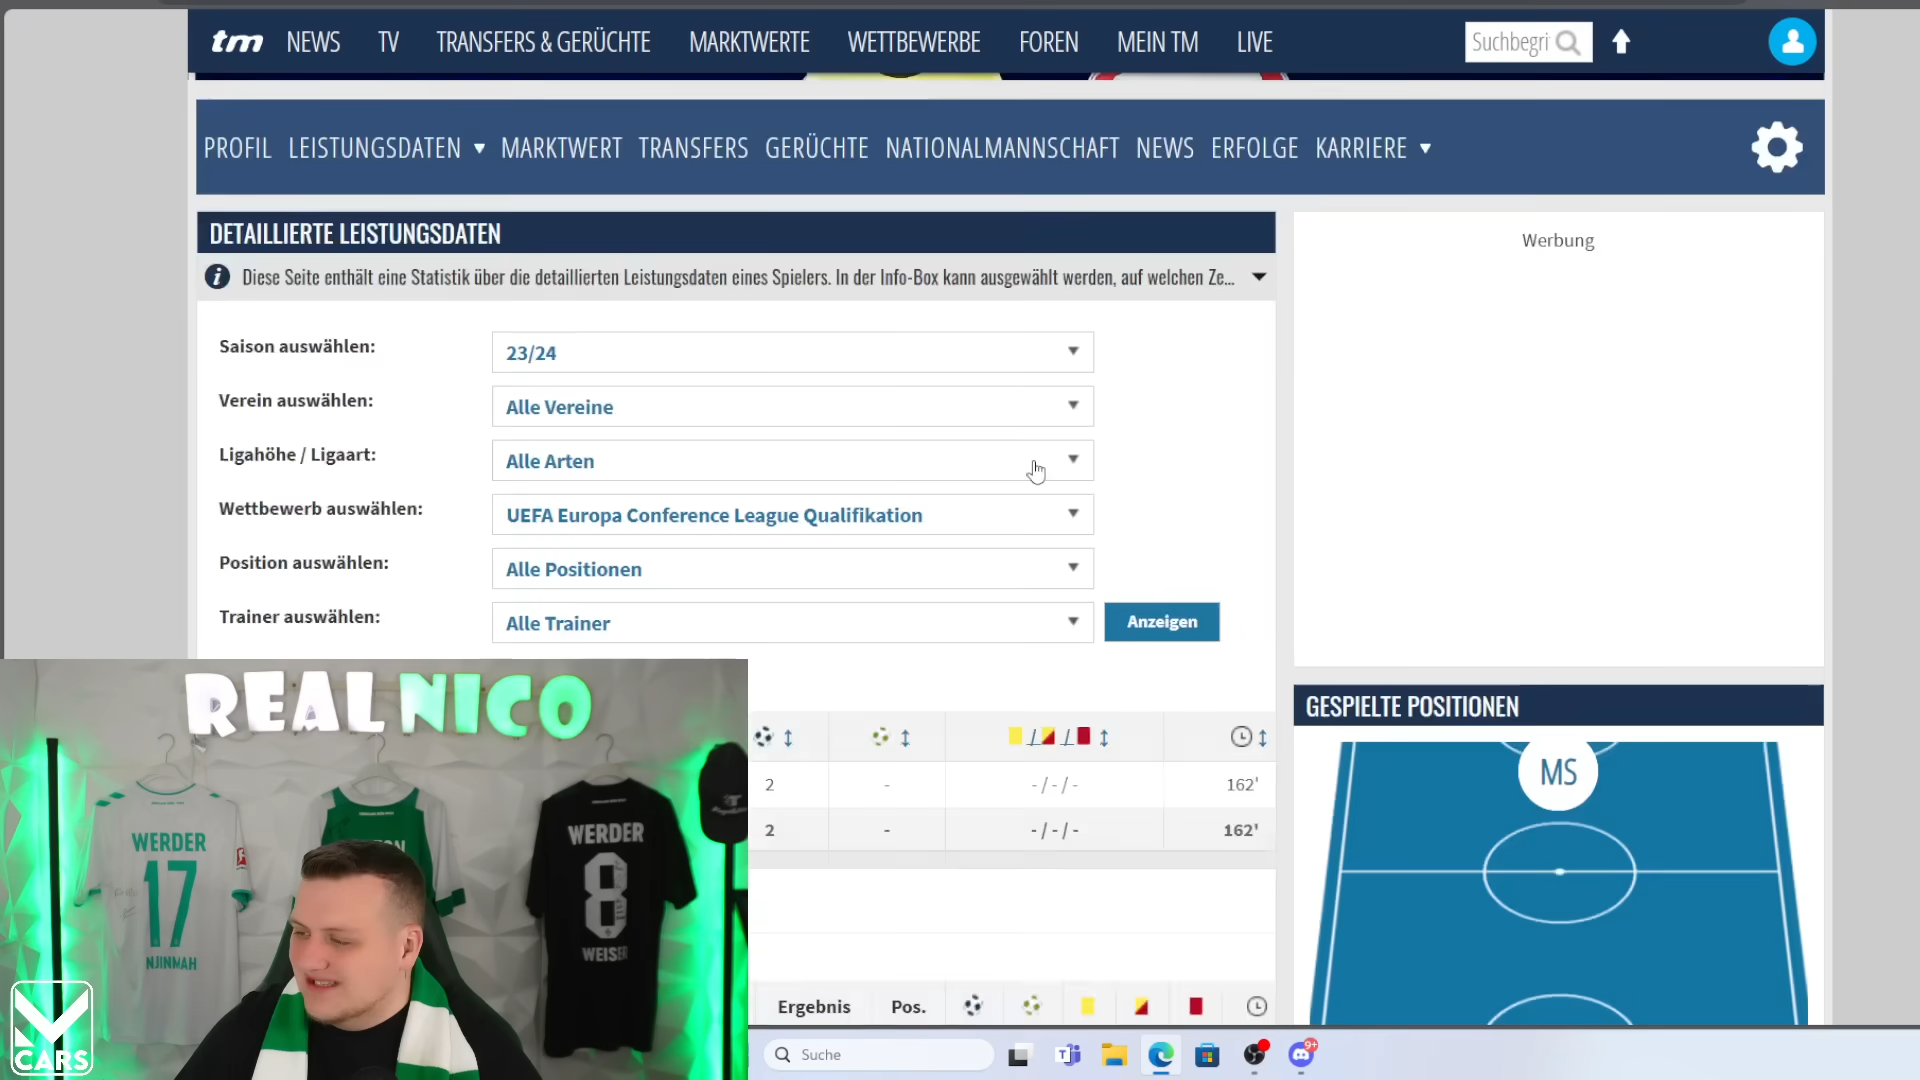 tm NEWS TV TRANSFERS & GERÜCHTE MARKTWERTE WETTBEWERBE FOREN MEIN TM LIVE Suchbegri
PROFIL LEISTUNGSDATEN MARKTWERT TRANSFERS GERÜCHTE NATIONALMANNSCHAFT NEWS ERFOLGE KARRIERE
DETAILLIERTE LEISTUNGSDATEN
Werbung
Diese Seite enthält eine Statistik über die detaillierten Leistungsdaten eines Spielers. In der Info-Box kann ausgewählt werden, auf welchen Ze...
Saison auswählen: 23/24
Verein auswählen: Alle Vereine
Ligahöhe / Ligaart: Alle Arten
Wettbewerb auswählen: UEFA Europa Conference League Qualifikation
Position auswählen: Alle Positionen
Trainer auswählen: Alle Trainer Anzeigen
GESPIELTE POSITIONEN
MS
2 - - / - / - 162'
2 - - / - / - 162'
Ergebnis Pos.
REAL NICO
WERDER
17
NJINMAH
WERDER
8
WEISER
CARS
Suche
9+